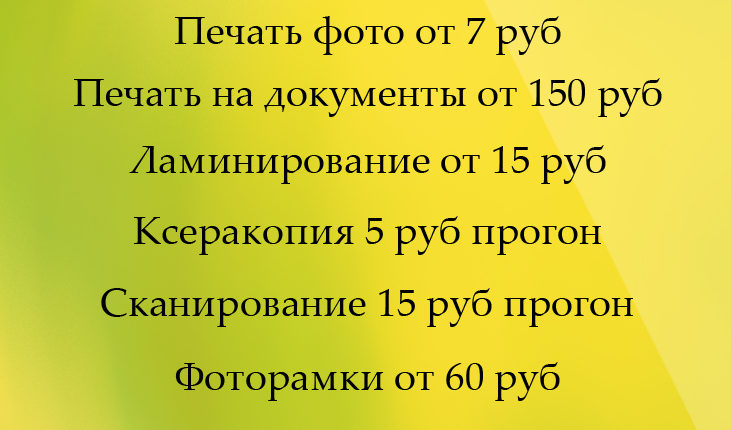 Печать фото от 7 руб
Печать на документы от 150 руб
Ламинирование от 15 руб
Ксеракопия 5 руб прогон
Сканирование 15 руб прогон
Фоторамки от 60 руб